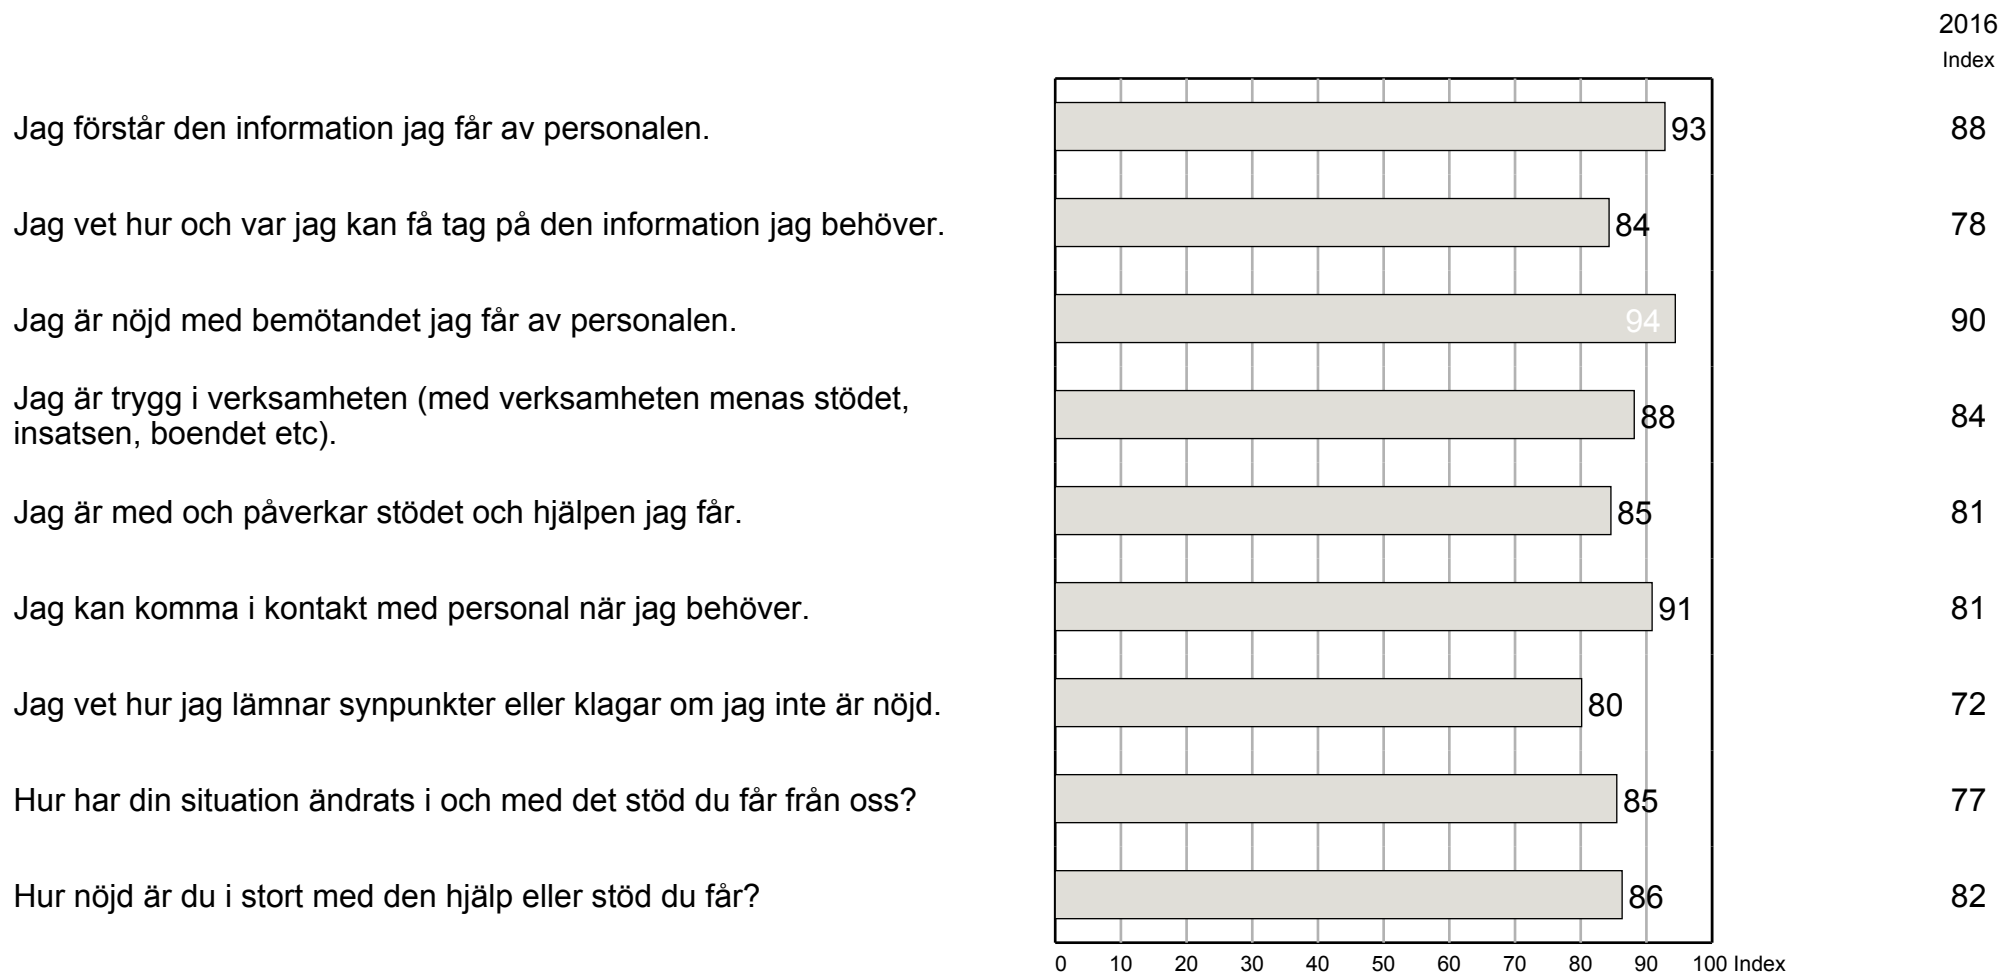 2016
Index
Jag förstår den information jag får av personalen. 93 88
Jag vet hur och var jag kan få tag på den information jag behöver. 84 78
Jag är nöjd med bemötandet jag får av personalen. 94 90
Jag är trygg i verksamheten (med verksamheten menas stödet,
insatsen, boendet etc). 88 84
Jag är med och påverkar stödet och hjälpen jag får. 85 81
Jag kan komma i kontakt med personal när jag behöver. 91 81
Jag vet hur jag lämnar synpunkter eller klagar om jag inte är nöjd. 80 72
Hur har din situation ändrats i och med det stöd du får från oss? 85 77
Hur nöjd är du i stort med den hjälp eller stöd du får? 86 82
0 10 20 30 40 50 60 70 80 90 100 Index